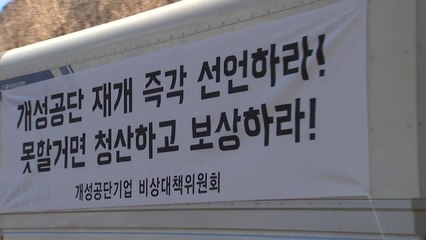 개성공단 재개 즉각 선언하라!
못할거면 청산하고 보상하라!
개성공단기업 비상대책위원회